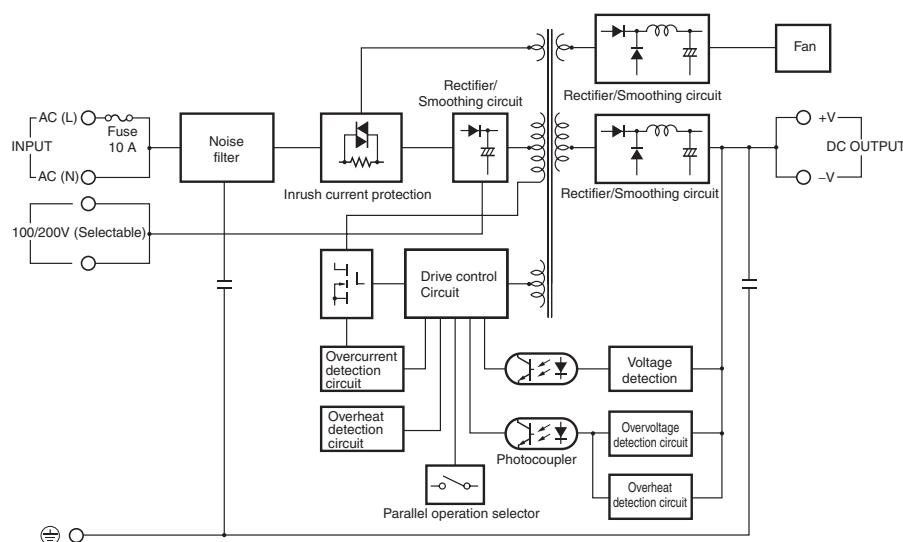 AC (L)
Fuse
10 A
INPUT
AC (N)
100/200V (Selectable)
Noise
filter
Inrush current protection
Rectifier/
Smoothing circuit
Rectifier/Smoothing circuit
Fan
Rectifier/Smoothing circuit
+V
DC OUTPUT
–V
Drive control
Circuit
Overcurrent
detection
circuit
Overheat
detection
circuit
Parallel operation selector
Photocoupler
Voltage
detection
Overvoltage
detection circuit
Overheat
detection circuit